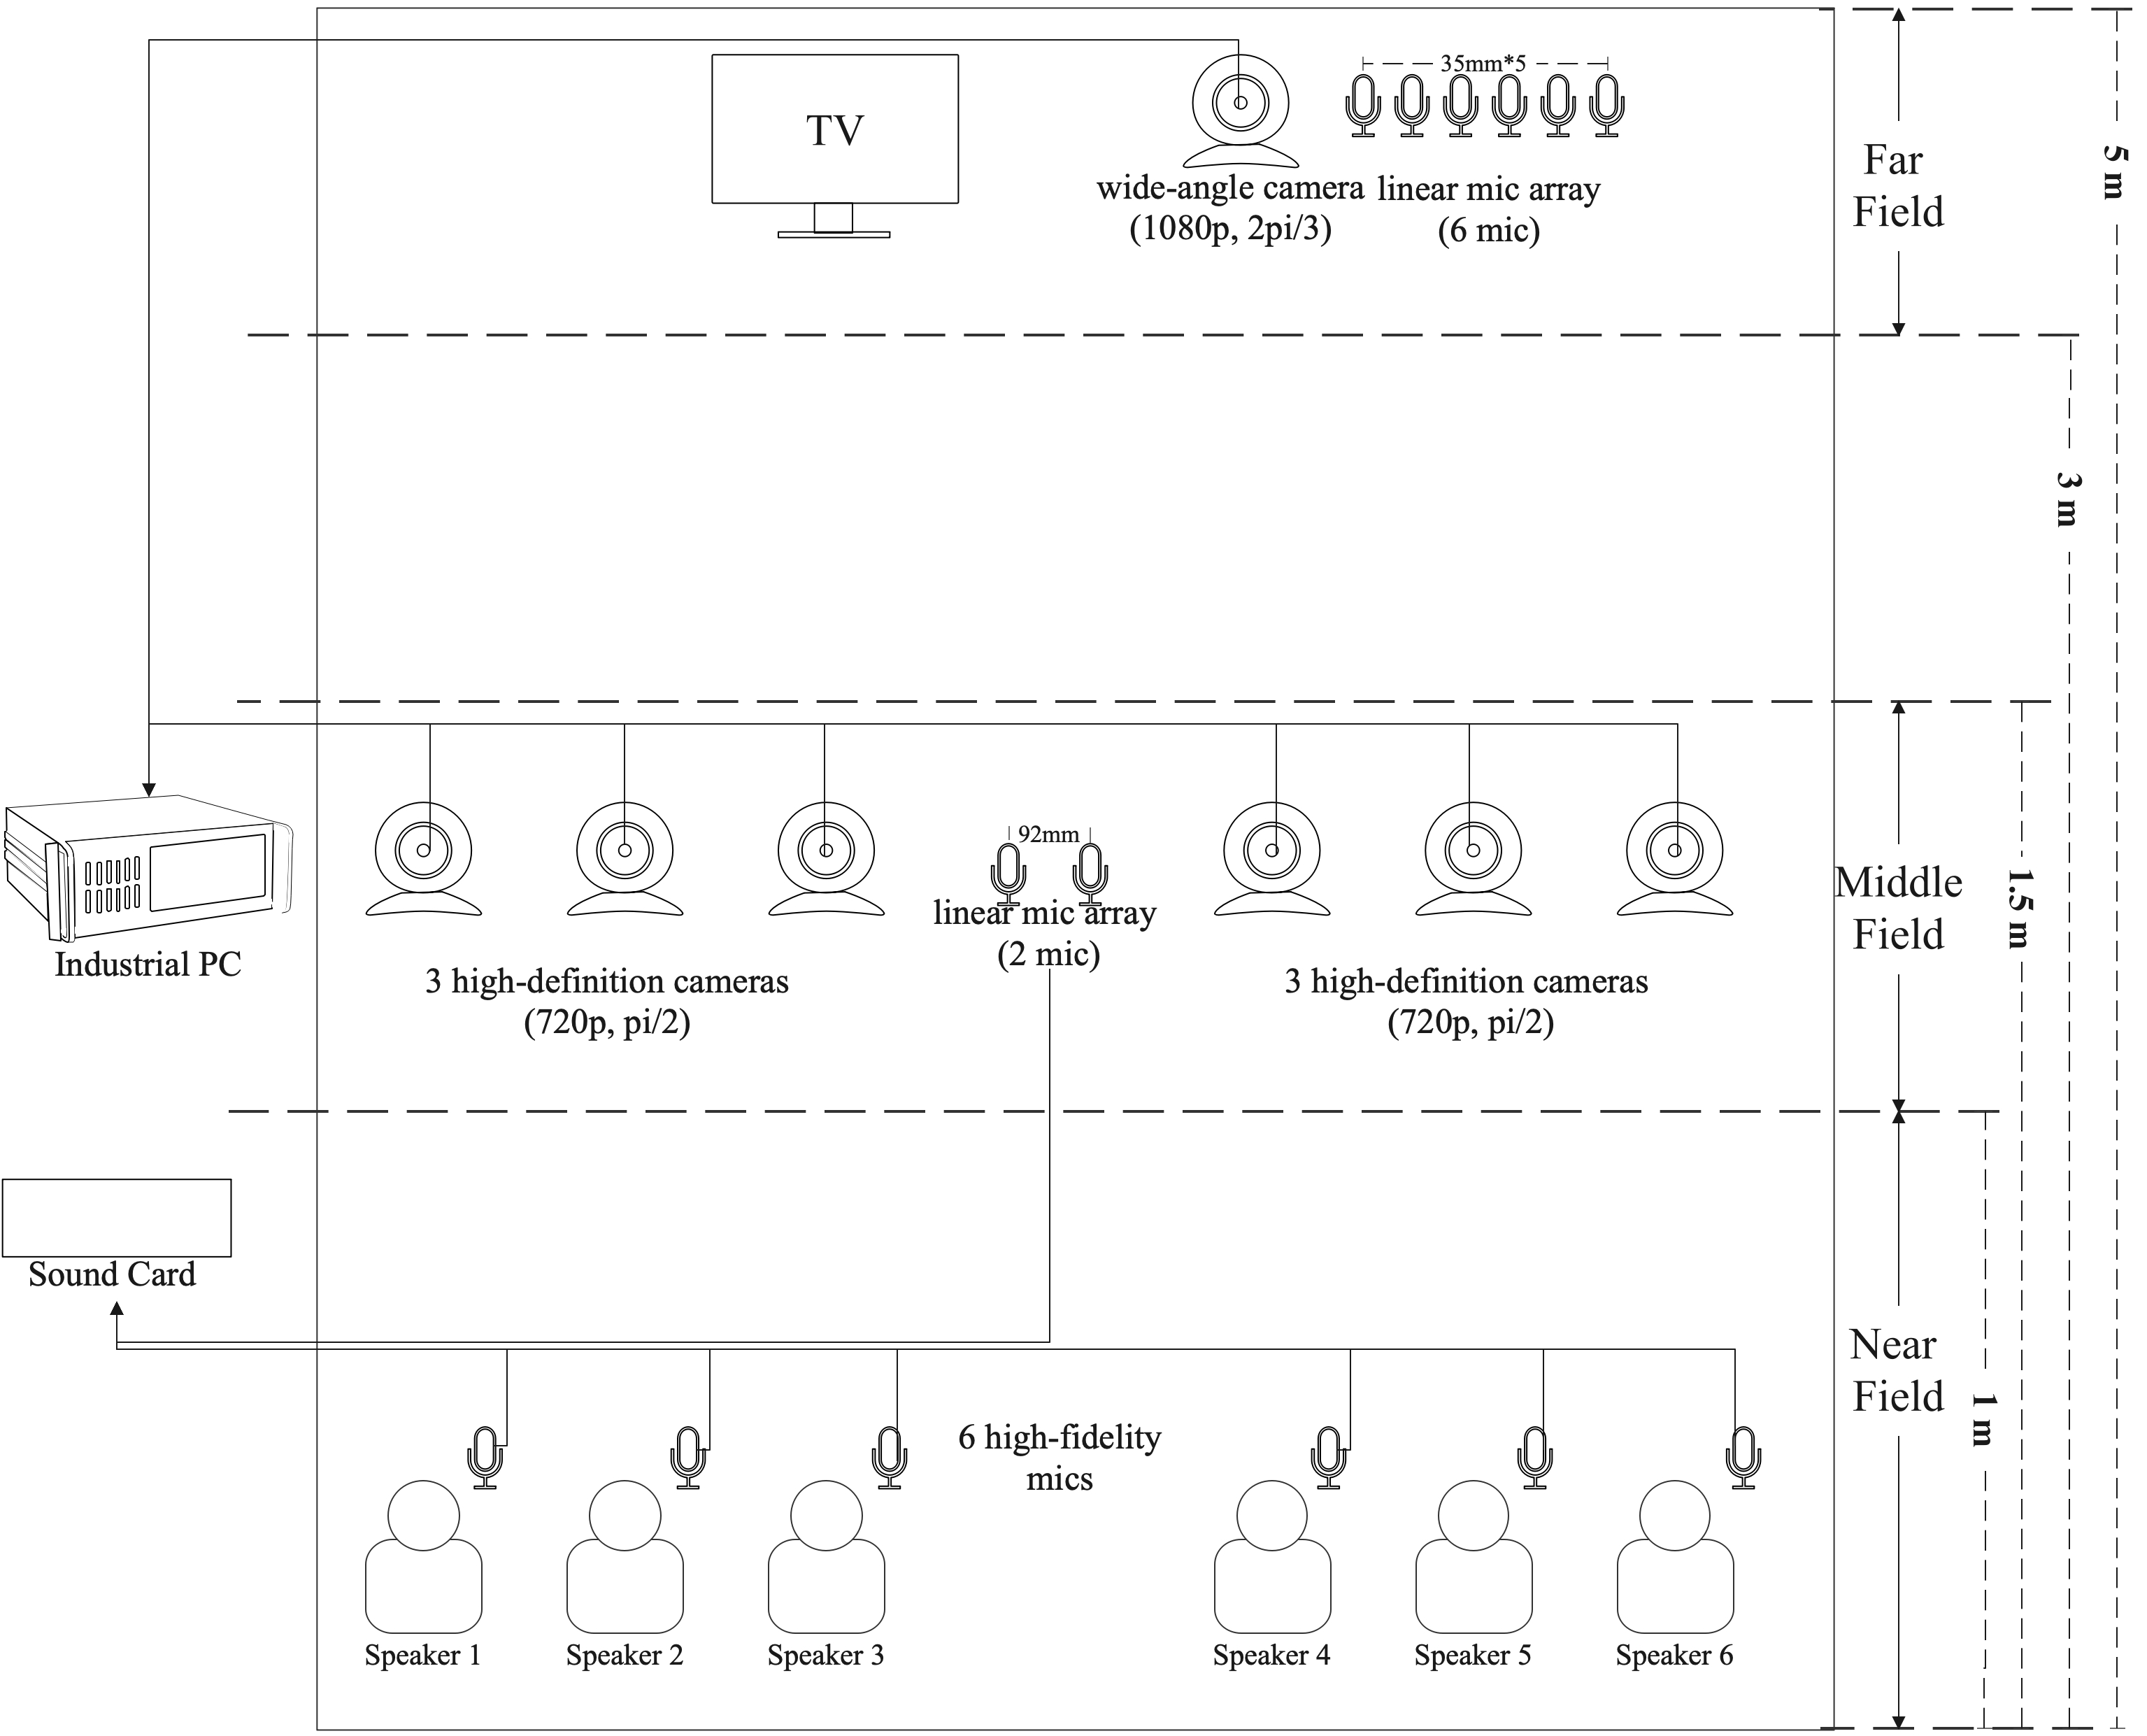 35mm*5
TV
wide-angle camera
(1080p, 2pi/3)
linear mic array
(6 mic)
Far
Field
5 m
3 m
92mm
linear mic array
(2 mic)
Industrial PC
3 high-definition cameras
(720p, pi/2)
3 high-definition cameras
(720p, pi/2)
Middle
Field
1.5 m
Sound Card
6 high-fidelity
mics
Near
Field
1 m
Speaker 1
Speaker 2
Speaker 3
Speaker 4
Speaker 5
Speaker 6